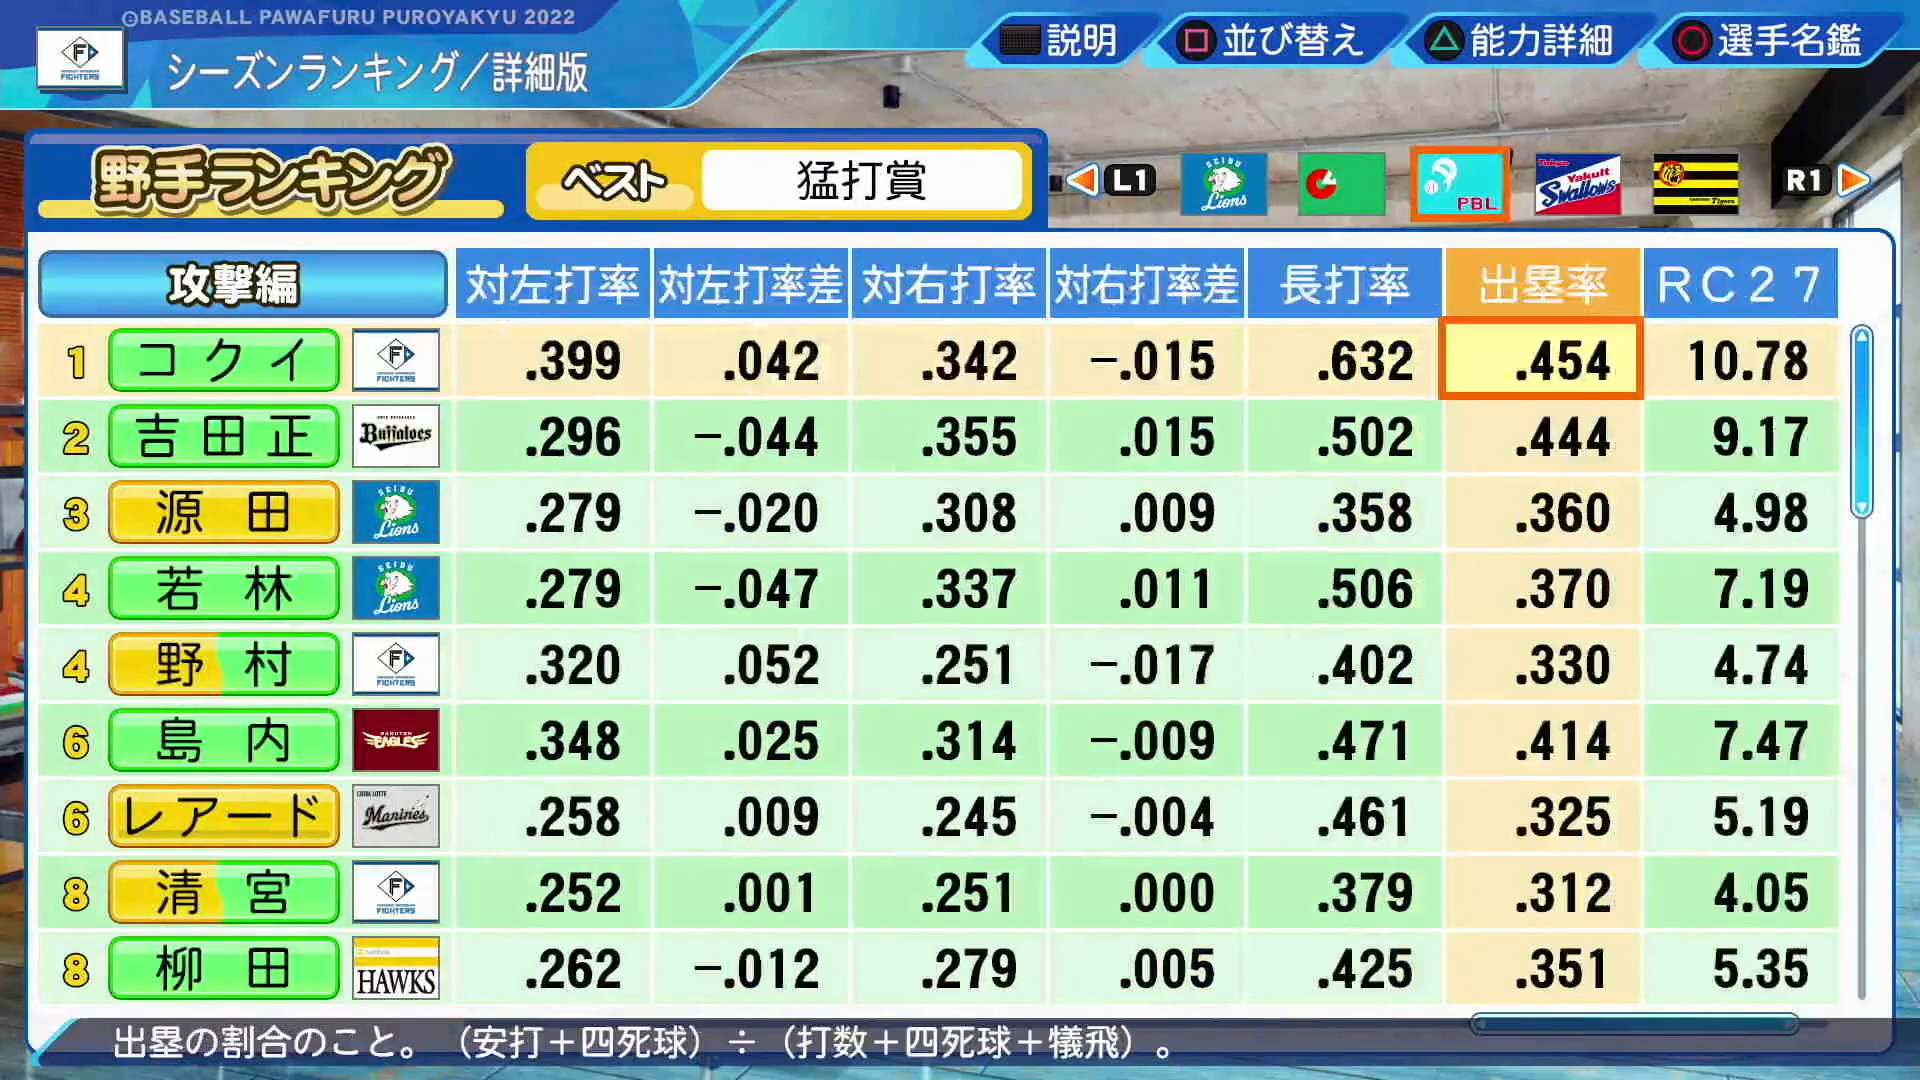 ©BASEBALL PAWAFURU PUROYAKYU 2022
シーズンランキング／詳細版
説明 並び替え 能力詳細 選手名鑑
野手ランキング ベスト 猛打賞 L1 R1
攻撃編 対左打率 対左打率差 対右打率 対右打率差 長打率 出塁率 RC27
1 コクイ FIGHTERS .399 .042 .342 −.015 .632 .454 10.78
2 吉田正 Buffaloes .296 −.044 .355 .015 .502 .444 9.17
3 源田 SEIBU Lions .279 −.020 .308 .009 .358 .360 4.98
4 若林 SEIBU Lions .279 −.047 .337 .011 .506 .370 7.19
4 野村 FIGHTERS .320 .052 .251 −.017 .402 .330 4.74
6 島内 EAGLES .348 .025 .314 −.009 .471 .414 7.47
6 レアード Marines .258 .009 .245 −.004 .461 .325 5.19
8 清宮 FIGHTERS .252 .001 .251 .000 .379 .312 4.05
8 柳田 HAWKS .262 −.012 .279 .005 .425 .351 5.35
出塁の割合のこと。（安打＋四死球）÷（打数＋四死球＋犠飛）。